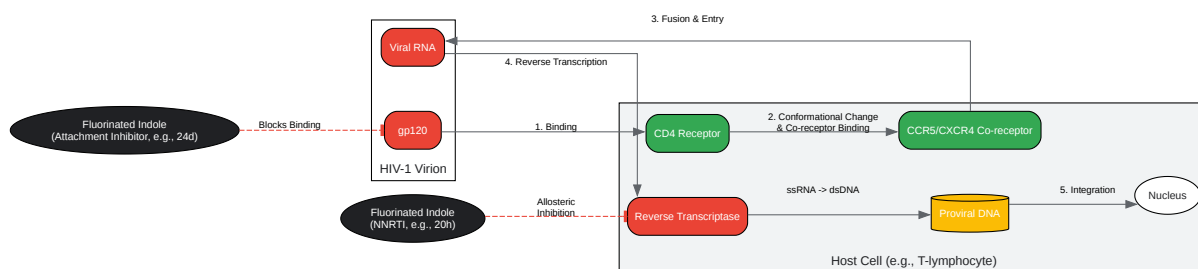 3. Fusion & Entry
Viral RNA
4. Reverse Transcription
Fluorinated Indole
(Attachment Inhibitor, e.g., 24d)
Blocks Binding
gp120
1. Binding
CD4 Receptor
2. Conformational Change
& Co-receptor Binding
CCR5/CXCR4 Co-receptor
HIV-1 Virion
Fluorinated Indole
(NNRTI, e.g., 20h)
Allosteric
Inhibition
Reverse Transcriptase
ssRNA -> dsDNA
Proviral DNA
5. Integration
Nucleus
Host Cell (e.g., T-lymphocyte)